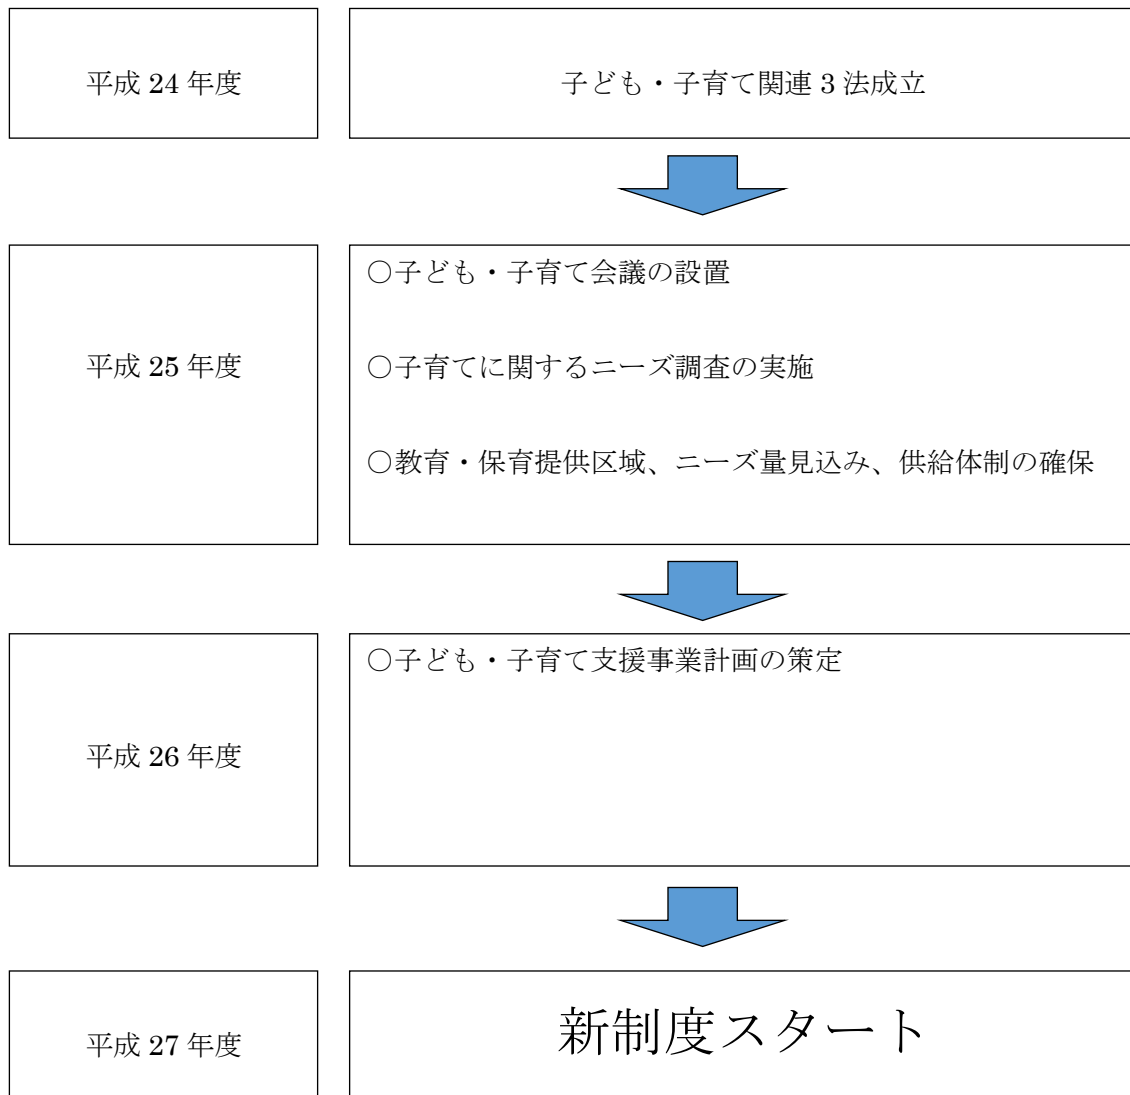 平成 24 年度
子ども・子育て関連 3 法成立
平成 25 年度
○子ども・子育て会議の設置
○子育てに関するニーズ調査の実施
○教育・保育提供区域、ニーズ量見込み、供給体制の確保
平成 26 年度
○子ども・子育て支援事業計画の策定
平成 27 年度
新制度スタート